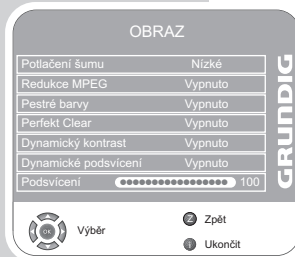 OBRAZ
Potlačení šumu Nízké
Redukce MPEG Vypnuto
Pestré barvy Vypnuto
Perfekt Clear Vypnuto
Dynamický kontrast Vypnuto
Dynamické podsvícení Vypnuto
Podsvícení 100
GRUNDIG
OK
Výběr
Z Zpět
i Ukončit